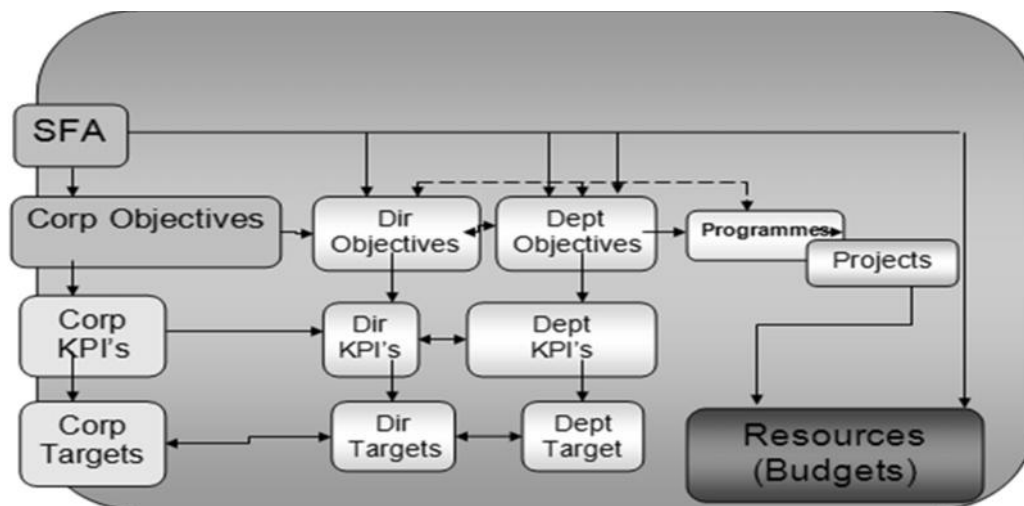 SFA
Corp Objectives
Dir
Objectives
Dept
Objectives
Programmes
Projects
Corp
KPI's
Dir
KPI's
Dept
KPI's
Corp
Targets
Dir
Targets
Dept
Target
Resources
(Budgets)